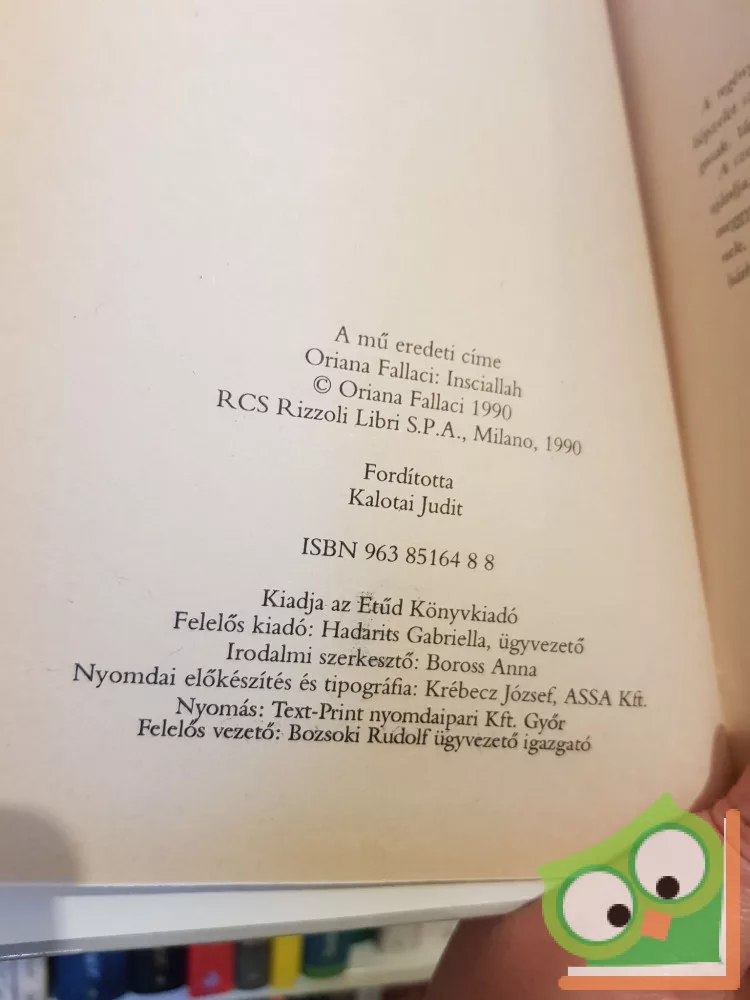 A mű eredeti címe
Oriana Fallaci: Insciallah
© Oriana Fallaci 1990
RCS Rizzoli Libri S.P.A., Milano, 1990
Fordította
Kalotai Judit
ISBN 963 85164 8 8
Kiadja az Etűd Könyvkiadó
Felelős kiadó: Hadarits Gabriella, ügyvezető
Irodalmi szerkesztő: Boross Anna
Nyomdai előkészítés és tipográfia: Krébecz József, ASSA Kft.
Nyomás: Text-Print nyomdaipari Kft. Győr
Felelős vezető: Bozsoki Rudolf ügyvezető igazgató